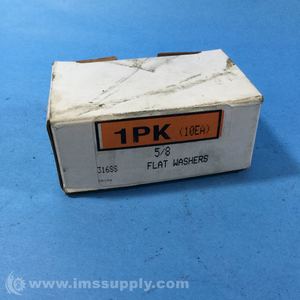 1PK (10EA)
5/8
316SS FLAT WASHERS
© www.imssupply.com